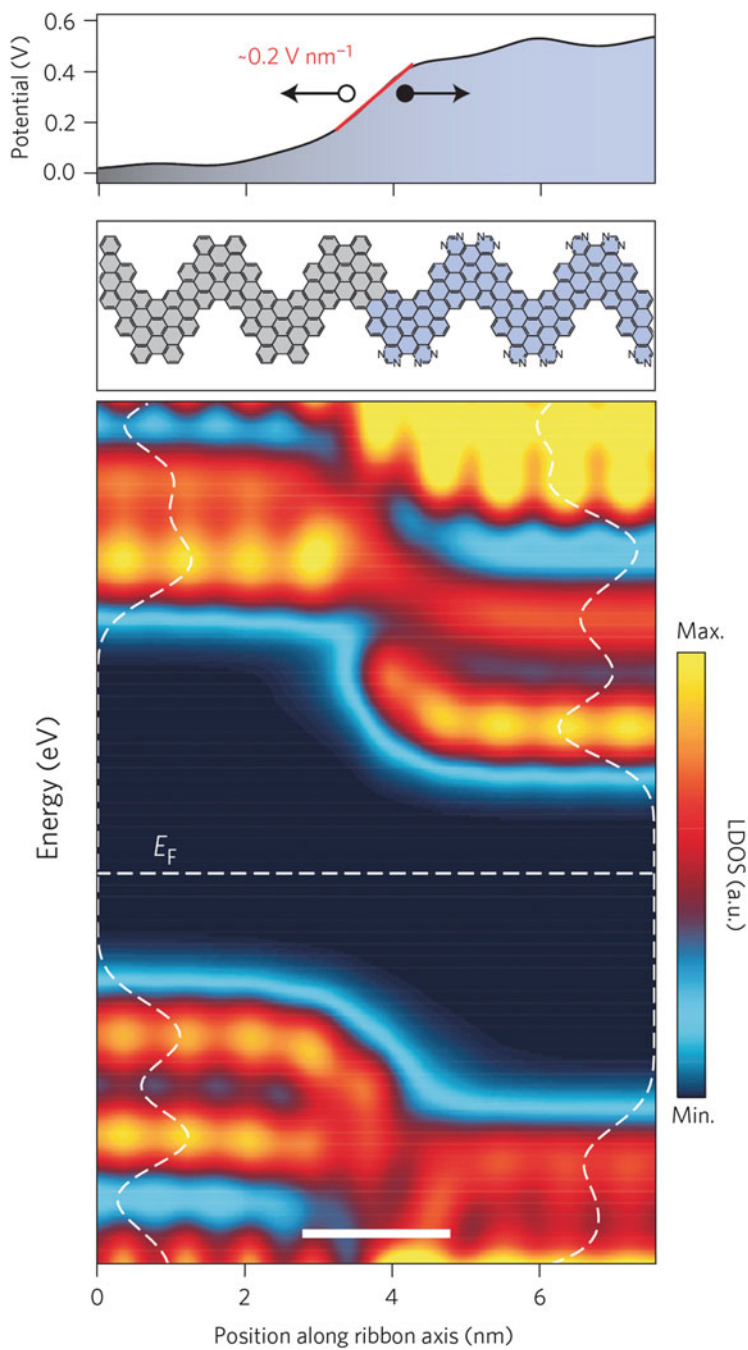 0.6
0.4
0.2
0.0
Potential (V)
~0.2 V nm⁻¹
N N N N N N N N
N N N N N N N N N N
Energy (eV)
E_F
Max.
LDOS (a.u.)
Min.
0 2 4 6
Position along ribbon axis (nm)